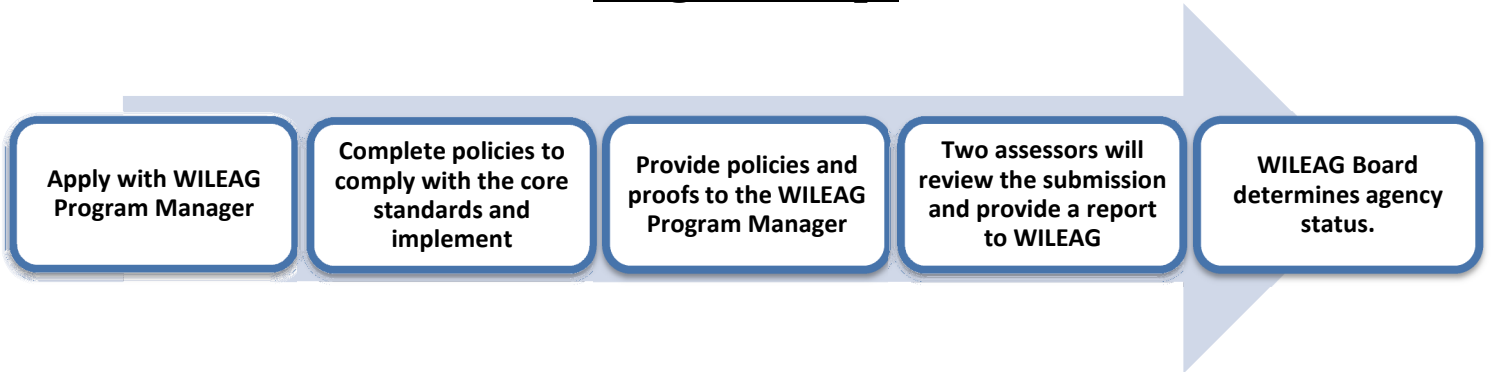 Apply with WILEAG
Program Manager
Complete policies to
comply with the core
standards and
implement
Provide policies and
proofs to the WILEAG
Program Manager
Two assessors will
review the submission
and provide a report
to WILEAG
WILEAG Board
determines agency
status.